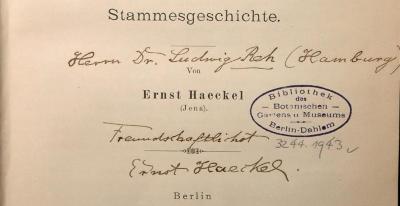 Stammesgeschichte.
Herrn Dr. Ludwig Reh (Hamburg)
Von
Ernst Haeckel
(Jena).
Bibliothek
des
Botanischen
Gartens u. Museums
Berlin-Dahlem
3244. 1943
Freundschaftlichst
Ernst Haeckel.
Berlin